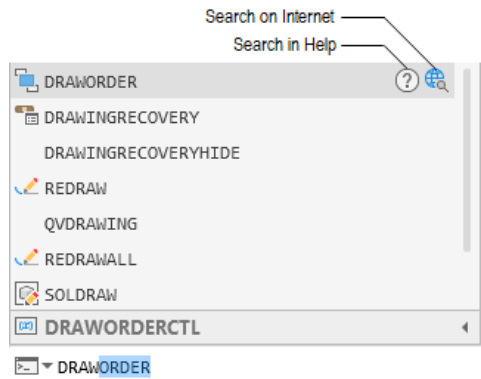 Search on Internet
Search in Help
DRAWORDER
DRAWINGRECOVERY
DRAWINGRECOVERYHIDE
REDRAW
QVDRAWING
REDRAWALL
SOLDRAW
DRAWORDERCTL
DRAWORDER